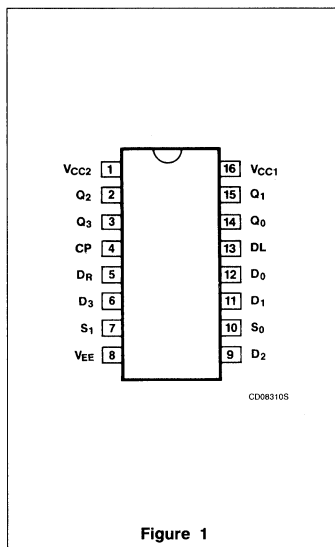 VCC2 1 16 VCC1
Q2 2 15 Q1
Q3 3 14 Q0
CP 4 13 DL
DR 5 12 D0
D3 6 11 D1
S1 7 10 S0
VEE 8 9 D2
CD08310S
Figure 1